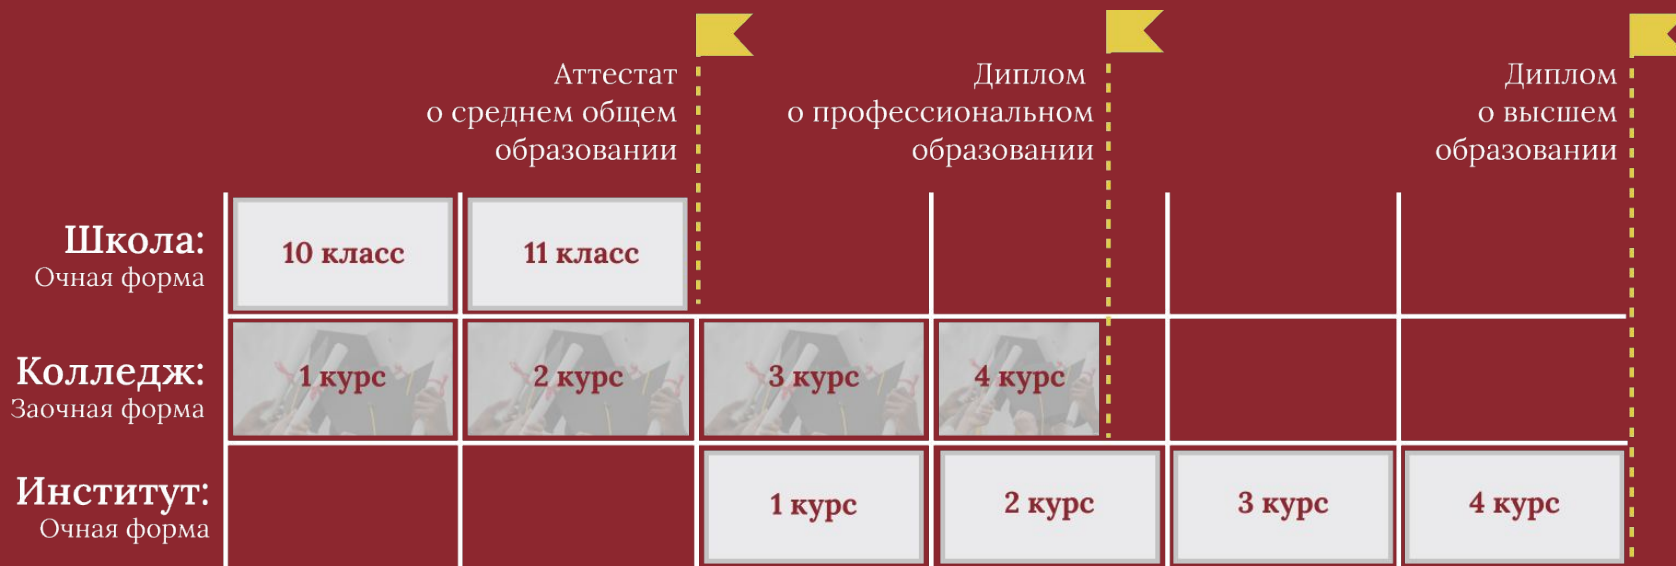 Аттестат
о среднем общем
образовании
Диплом
о профессиональном
образовании
Диплом
о высшем
образовании
Школа:
Очная форма
10 класс
11 класс
Колледж:
Заочная форма
1 курс
2 курс
3 курс
4 курс
Институт:
Очная форма
1 курс
2 курс
3 курс
4 курс